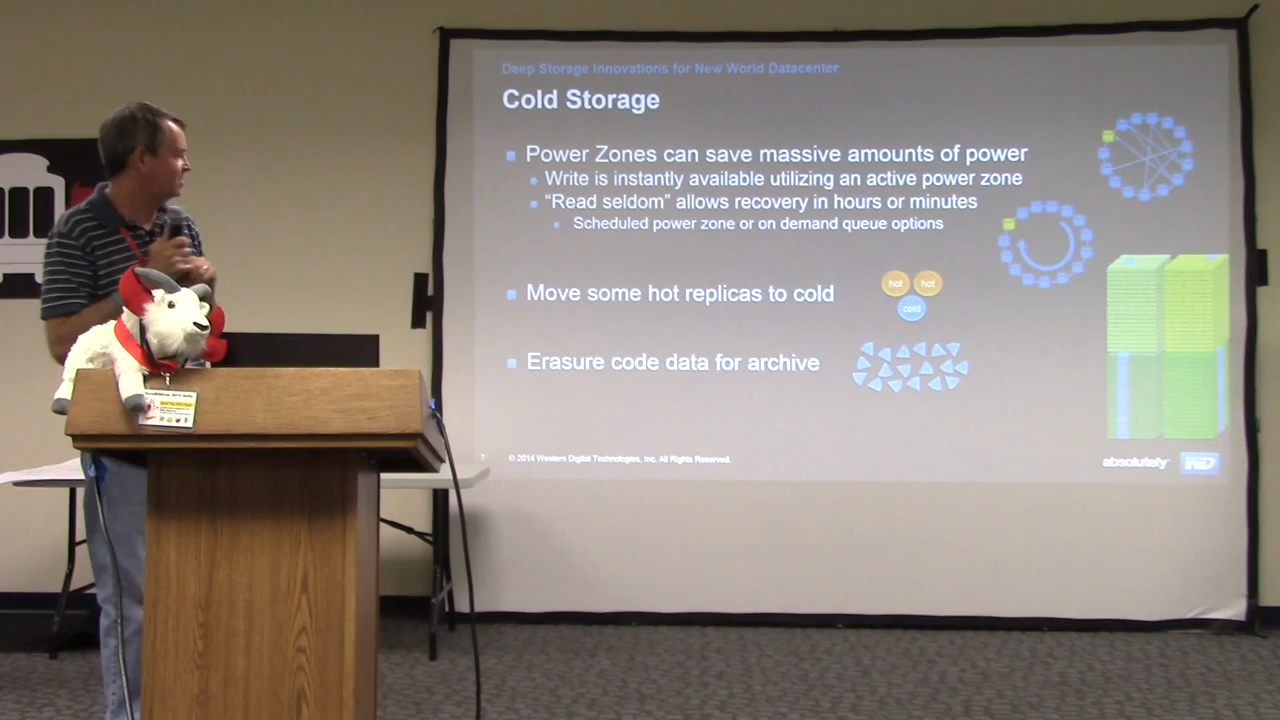 Deep Storage Innovations for New World Datacenter
Cold Storage
Power Zones can save massive amounts of power
Write is instantly available utilizing an active power zone
“Read seldom” allows recovery in hours or minutes
Scheduled power zone or on demand queue options
Move some hot replicas to cold
hot hot
cold
Erasure code data for archive
7 © 2014 Western Digital Technologies, Inc. All Rights Reserved.
absolutely WD